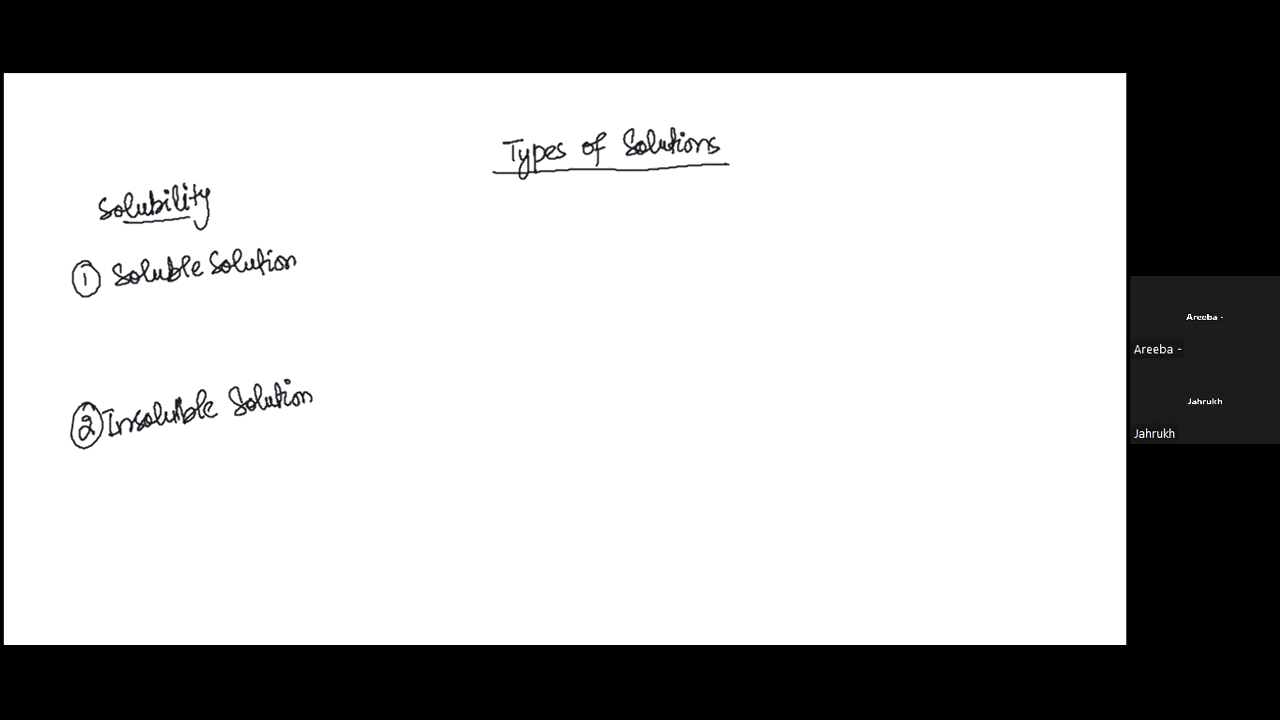 Types of Solutions
Solubility
① Soluble Solution
② Insoluble Solution
Areeba -
Areeba -
Jahrukh
Jahrukh